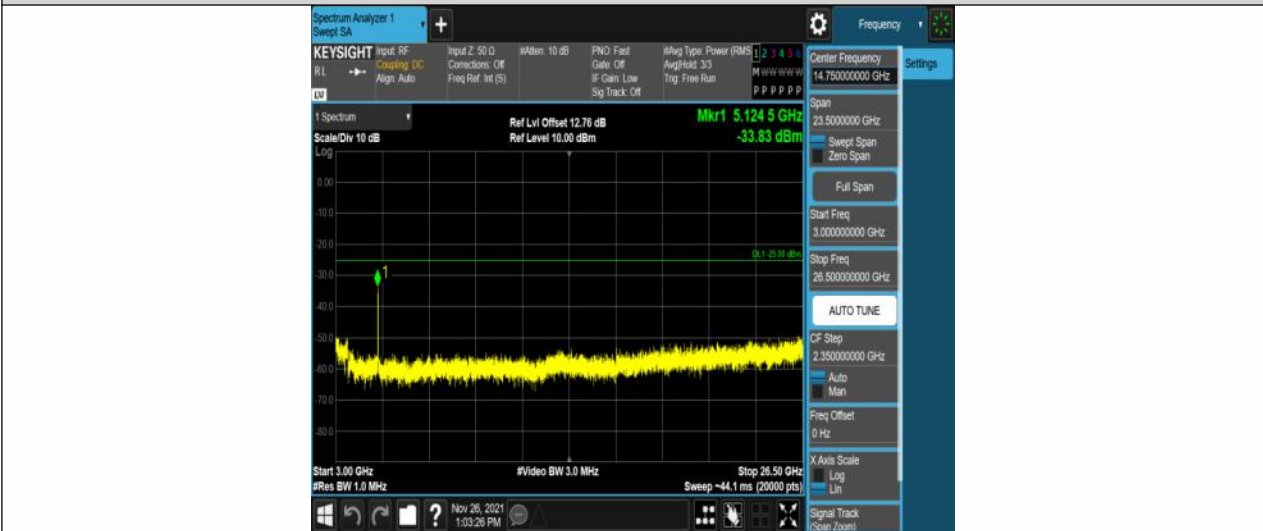 Spectrum Analyzer 1
Swept SA
Frequency
KEYSIGHT
RL
Input: RF
Coupling: DC
Align: Auto
Input Z: 50 Ω
Corrections: Off
Freq Ref: Int (S)
#Atten: 10 dB
PNO: Fast
Gate: Off
IF Gain: Low
Sig Track: Off
#Avg Type: Power (RMS
Avg|Hold: 3/3
Trig: Free Run
1 2 3 4 5 6
M W W W W W
P P P P P P
1 Spectrum
Scale/Div 10 dB
Log
Ref Lvl Offset 12.76 dB
Ref Level 10.00 dBm
Mkr1 5.124 5 GHz
-33.83 dBm
0.00
-10.0
-20.0
DL1 -25.00 dBm
-30.0
1
-40.0
-50.0
-60.0
-70.0
-80.0
Start 3.00 GHz
#Res BW 1.0 MHz
#Video BW 3.0 MHz
Stop 26.50 GHz
Sweep ~44.1 ms (20000 pts)
Nov 26, 2021
1:03:26 PM
Center Frequency
14.750000000 GHz
Settings
Span
23.5000000 GHz
Swept Span
Zero Span
Full Span
Start Freq
3.000000000 GHz
Stop Freq
26.500000000 GHz
AUTO TUNE
CF Step
2.350000000 GHz
Auto
Man
Freq Offset
0 Hz
X Axis Scale
Log
Lin
Signal Track
(Span Zoom)